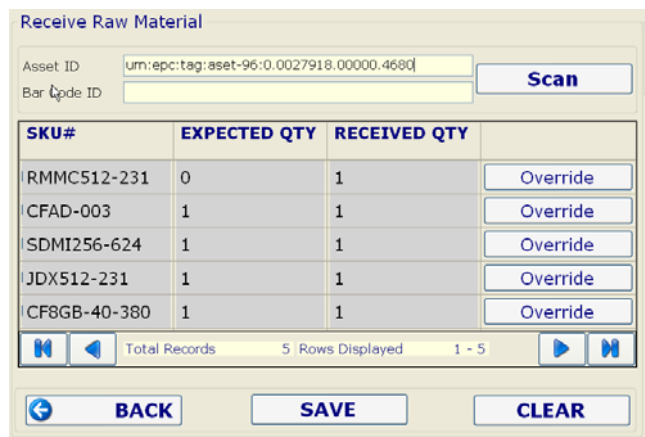 Receive Raw Material
Asset ID urn:epc:tag:aset-96:0.0027918.00000.4680 Scan
Bar Code ID
SKU# EXPECTED QTY RECEIVED QTY
RMMC512-231 0 1 Override
CFAD-003 1 1 Override
SDMI256-624 1 1 Override
JDX512-231 1 1 Override
CF8GB-40-380 1 1 Override
Total Records 5 Rows Displayed 1 - 5
BACK SAVE CLEAR